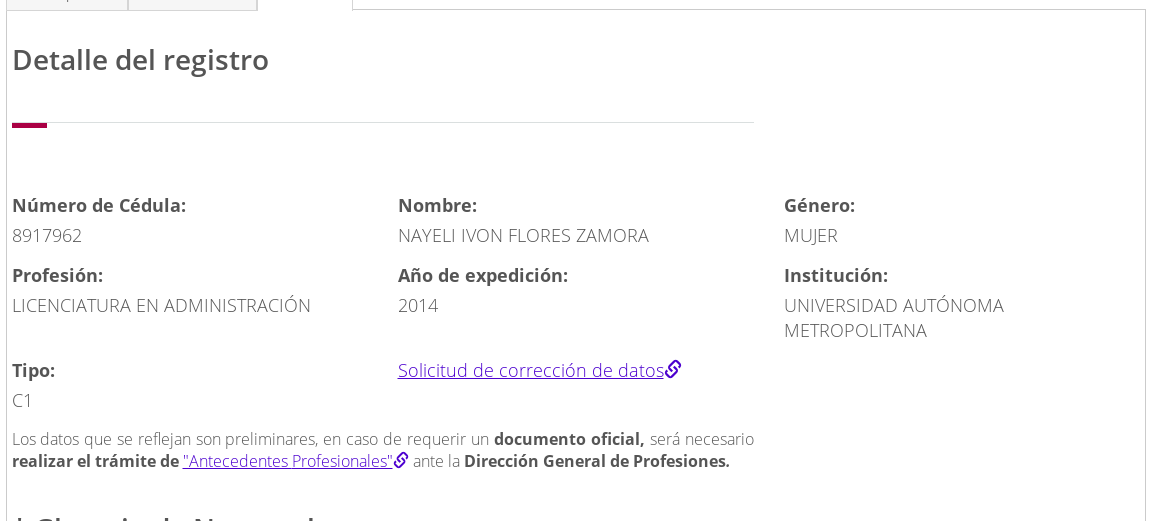 Detalle del registro
Número de Cédula:
8917962
Nombre:
NAYELI IVON FLORES ZAMORA
Género:
MUJER
Profesión:
LICENCIATURA EN ADMINISTRACIÓN
Año de expedición:
2014
Institución:
UNIVERSIDAD AUTÓNOMA
METROPOLITANA
Tipo:
C1
Solicitud de corrección de datos
Los datos que se reflejan son preliminares, en caso de requerir un documento oficial, será necesario
realizar el trámite de "Antecedentes Profesionales" ante la Dirección General de Profesiones.